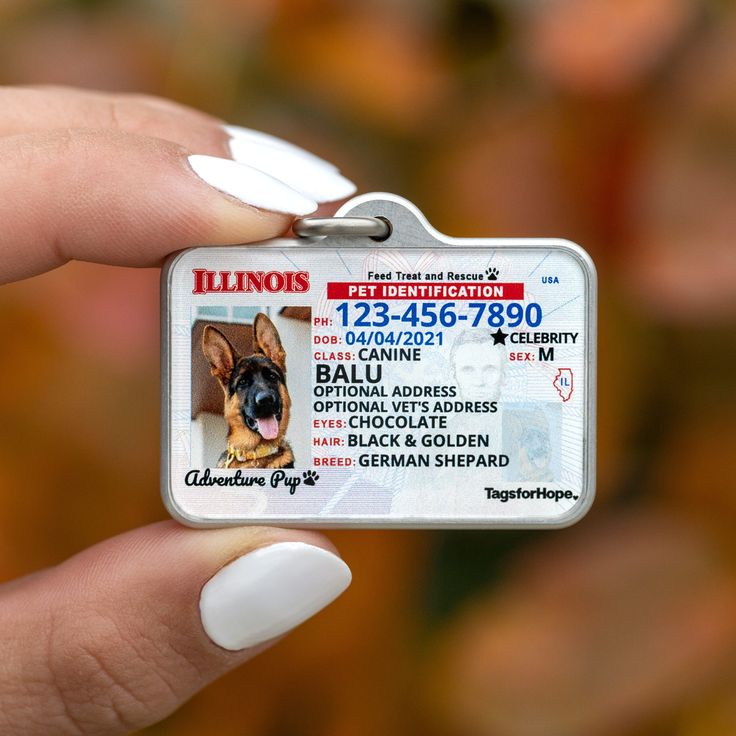 ILLINOIS
Feed Treat and Rescue
USA
PET IDENTIFICATION
PH: 123-456-7890
DOB: 04/04/2021
CELEBRITY
CLASS: CANINE
SEX: M
BALU
OPTIONAL ADDRESS
OPTIONAL VET'S ADDRESS
IL
EYES: CHOCOLATE
HAIR: BLACK & GOLDEN
BREED: GERMAN SHEPARD
Adventure Pup
TagsforHope